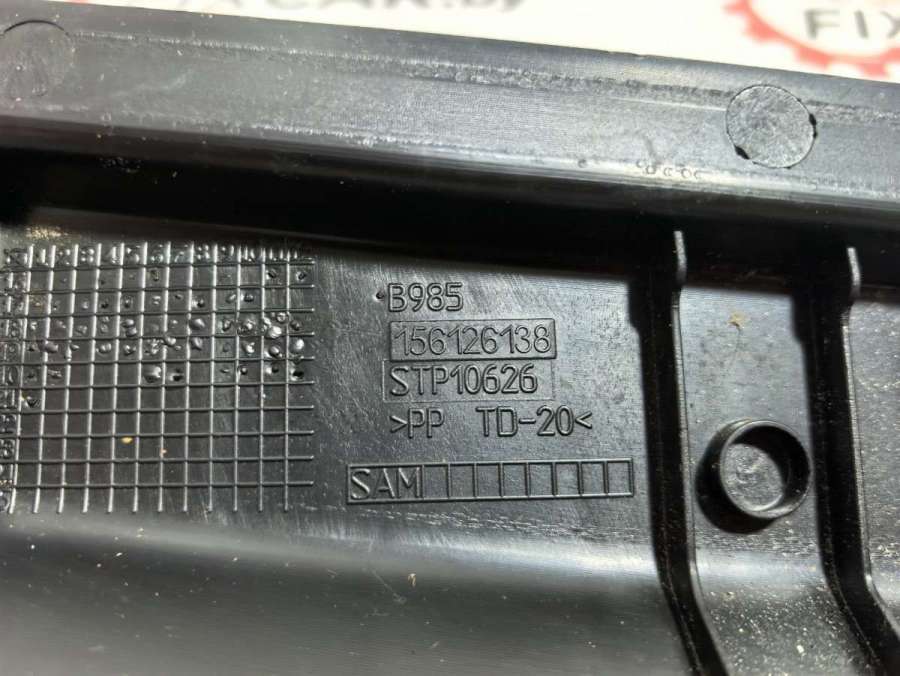 FIX
B985
156126138
STP10626
>PP TD-20<
SAM